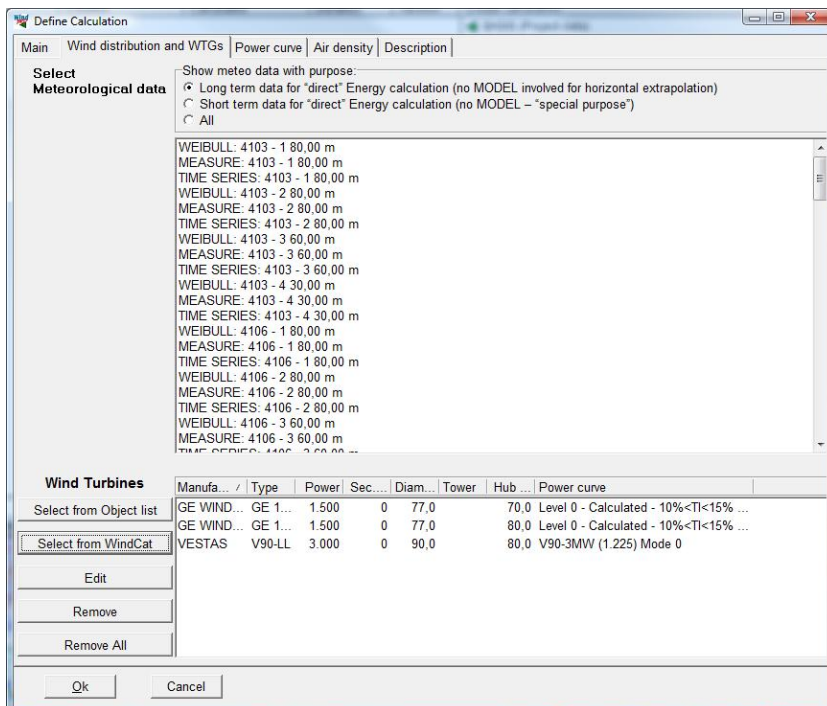 Define Calculation
Main Wind distribution and WTGs Power curve Air density Description
Select
Meteorological data
Show meteo data with purpose:
Long term data for “direct” Energy calculation (no MODEL involved for horizontal extrapolation)
Short term data for “direct” Energy calculation (no MODEL – “special purpose”)
All
WEIBULL: 4103 - 1 80,00 m
MEASURE: 4103 - 1 80,00 m
TIME SERIES: 4103 - 1 80,00 m
WEIBULL: 4103 - 2 80,00 m
MEASURE: 4103 - 2 80,00 m
TIME SERIES: 4103 - 2 80,00 m
WEIBULL: 4103 - 3 60,00 m
MEASURE: 4103 - 3 60,00 m
TIME SERIES: 4103 - 3 60,00 m
WEIBULL: 4103 - 4 30,00 m
MEASURE: 4103 - 4 30,00 m
TIME SERIES: 4103 - 4 30,00 m
WEIBULL: 4106 - 1 80,00 m
MEASURE: 4106 - 1 80,00 m
TIME SERIES: 4106 - 1 80,00 m
WEIBULL: 4106 - 2 80,00 m
MEASURE: 4106 - 2 80,00 m
TIME SERIES: 4106 - 2 80,00 m
WEIBULL: 4106 - 3 60,00 m
MEASURE: 4106 - 3 60,00 m
TIME SERIES: 4106 - 3 60,00 m
Wind Turbines
Manufa... / Type Power Sec.... Diam... Tower Hub ... Power curve
Select from Object list
GE WIND... GE 1... 1.500 0 77,0 70,0 Level 0 - Calculated - 10%<TI<15% ...
GE WIND... GE 1... 1.500 0 77,0 80,0 Level 0 - Calculated - 10%<TI<15% ...
Select from WindCat
VESTAS V90-LL 3.000 0 90,0 80,0 V90-3MW (1.225) Mode 0
Edit
Remove
Remove All
Ok Cancel